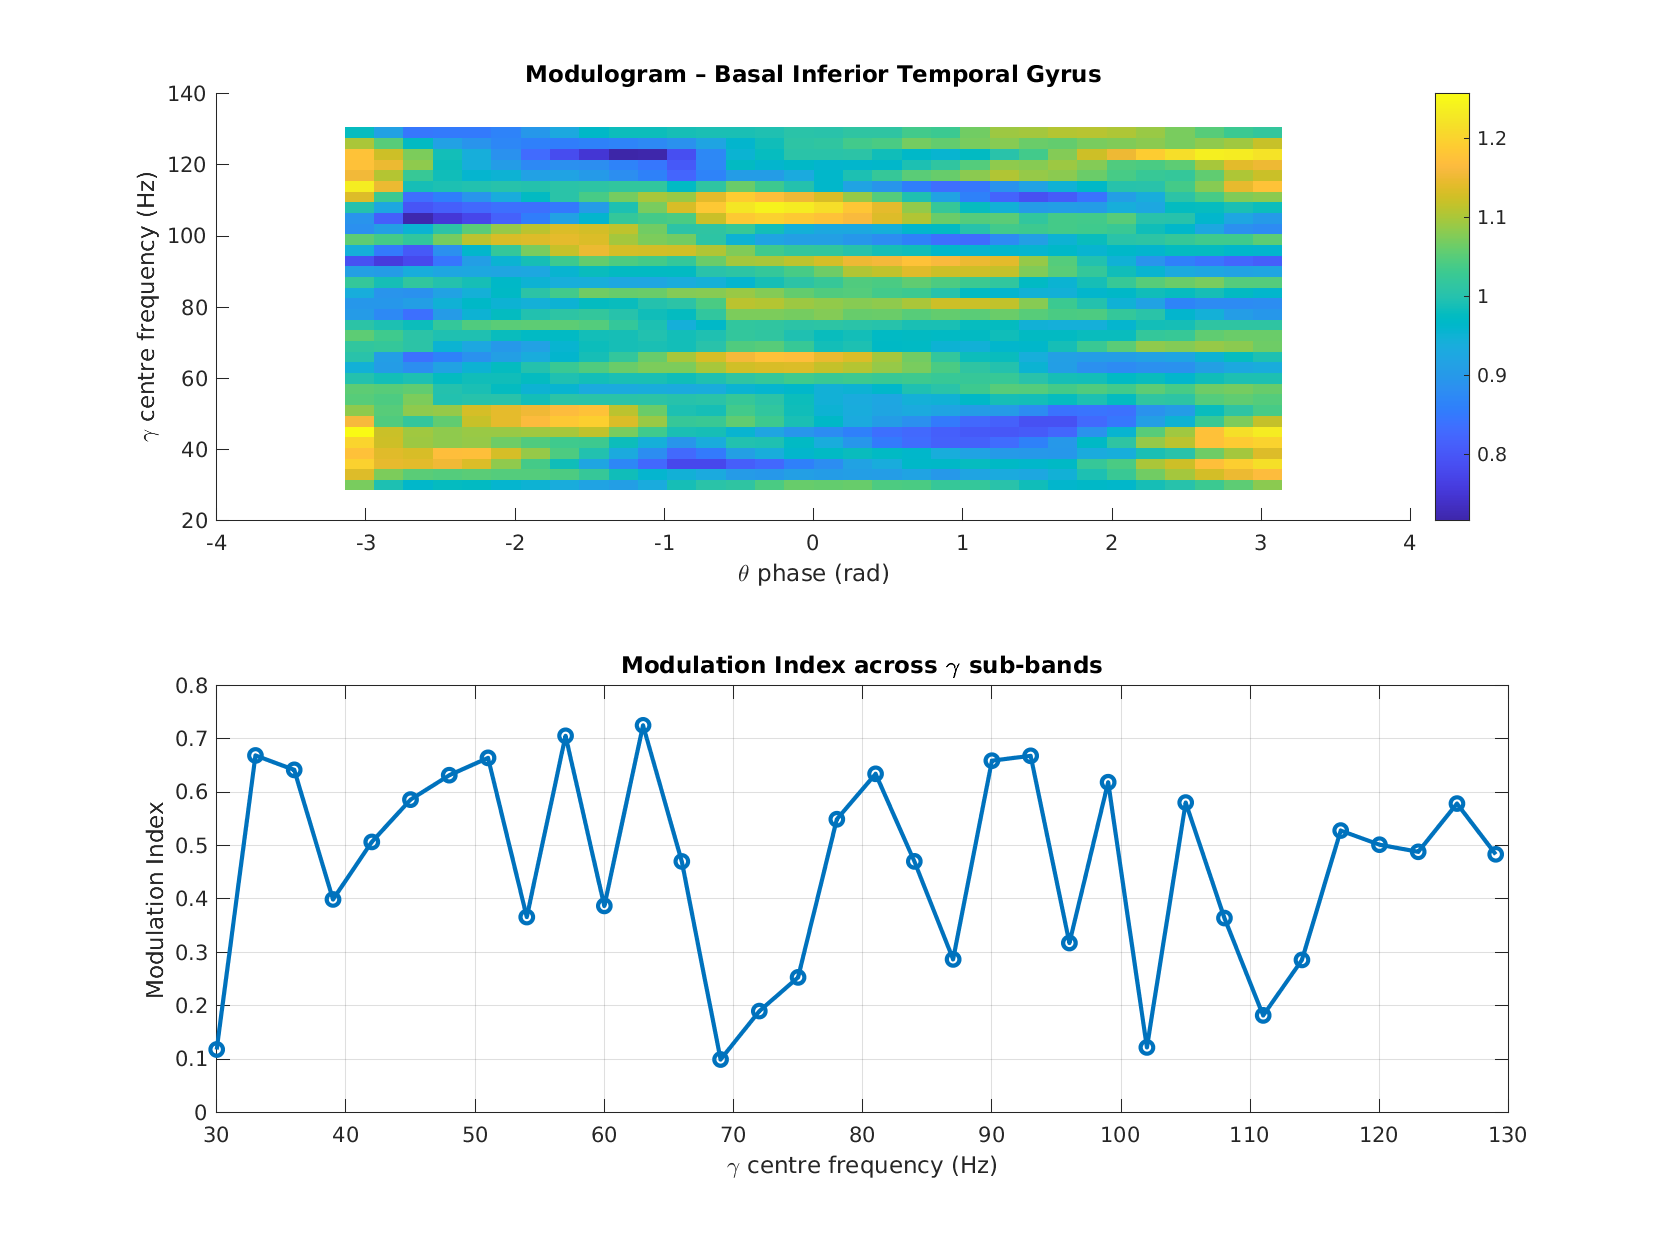 Modulogram – Basal Inferior Temporal Gyrus
140
120
100
80
60
40
20
γ centre frequency (Hz)
-4 -3 -2 -1 0 1 2 3 4
θ phase (rad)
1.2
1.1
1
0.9
0.8
Modulation Index across γ sub-bands
0.8
0.7
0.6
0.5
0.4
0.3
0.2
0.1
0
Modulation Index
30 40 50 60 70 80 90 100 110 120 130
γ centre frequency (Hz)